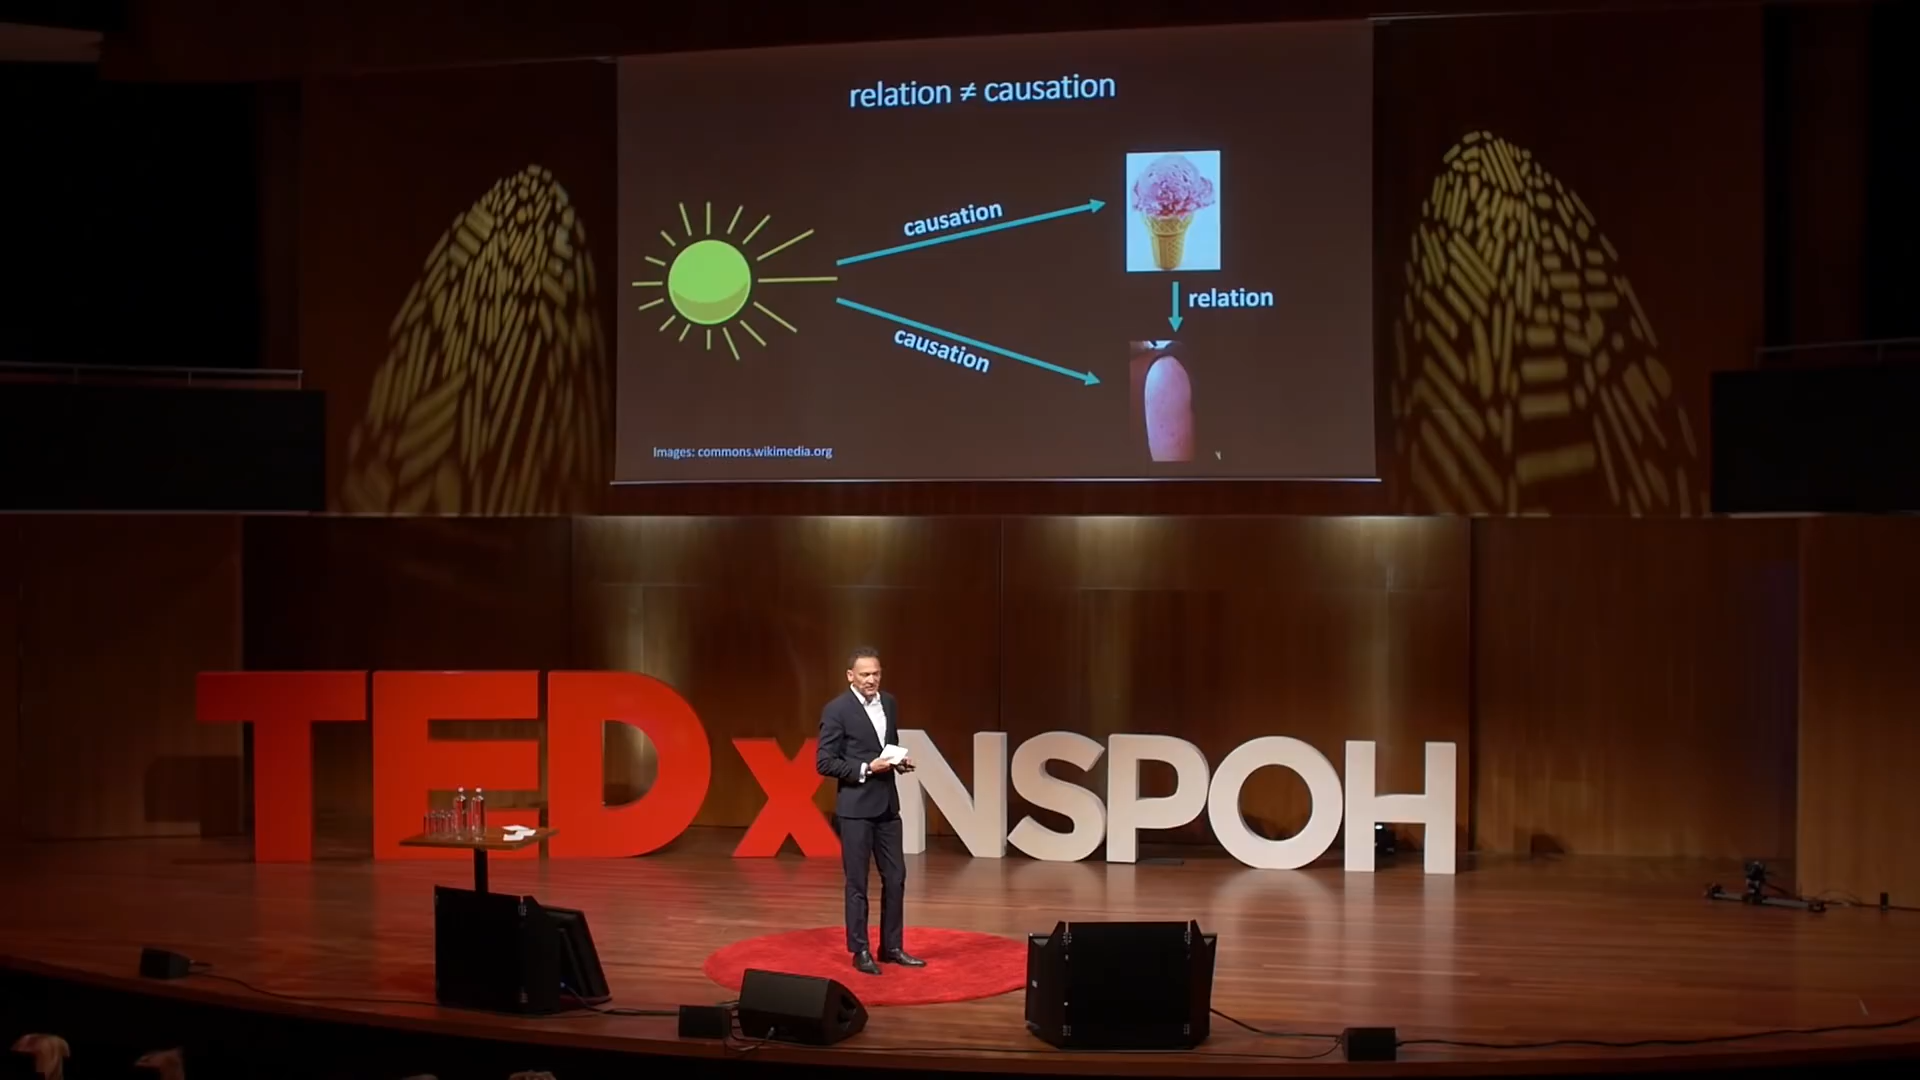 relation ≠ causation
causation
relation
causation
Images: commons.wikimedia.org
TEDxNSPOH